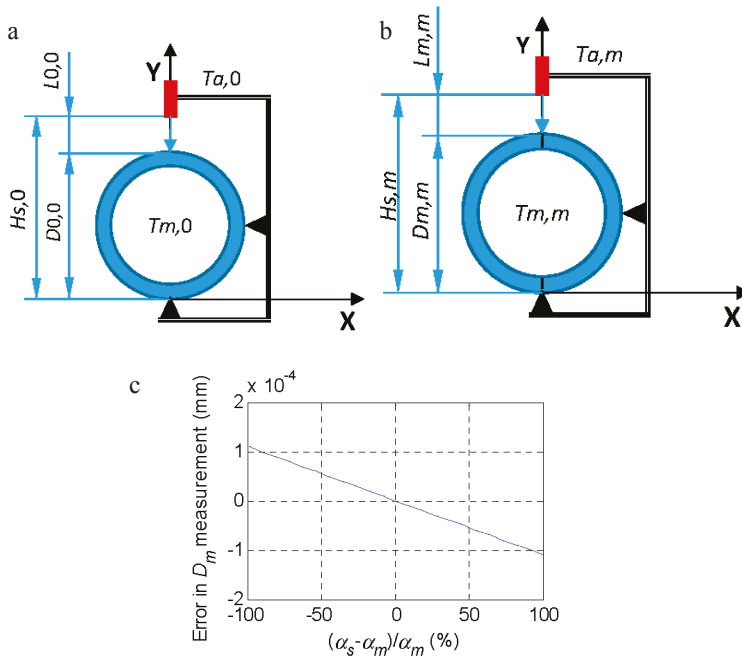 a
Y
Ta,0
L0,0
Hs,0
D0,0
Tm,0
X
b
Y
Ta,m
Lm,m
Hs,m
Dm,m
Tm,m
X
c
× 10⁻⁴
Error in Dₘ measurement (mm)
2
1
0
-1
-2
-100 -50 0 50 100
(αₛ-αₘ)/αₘ (%)